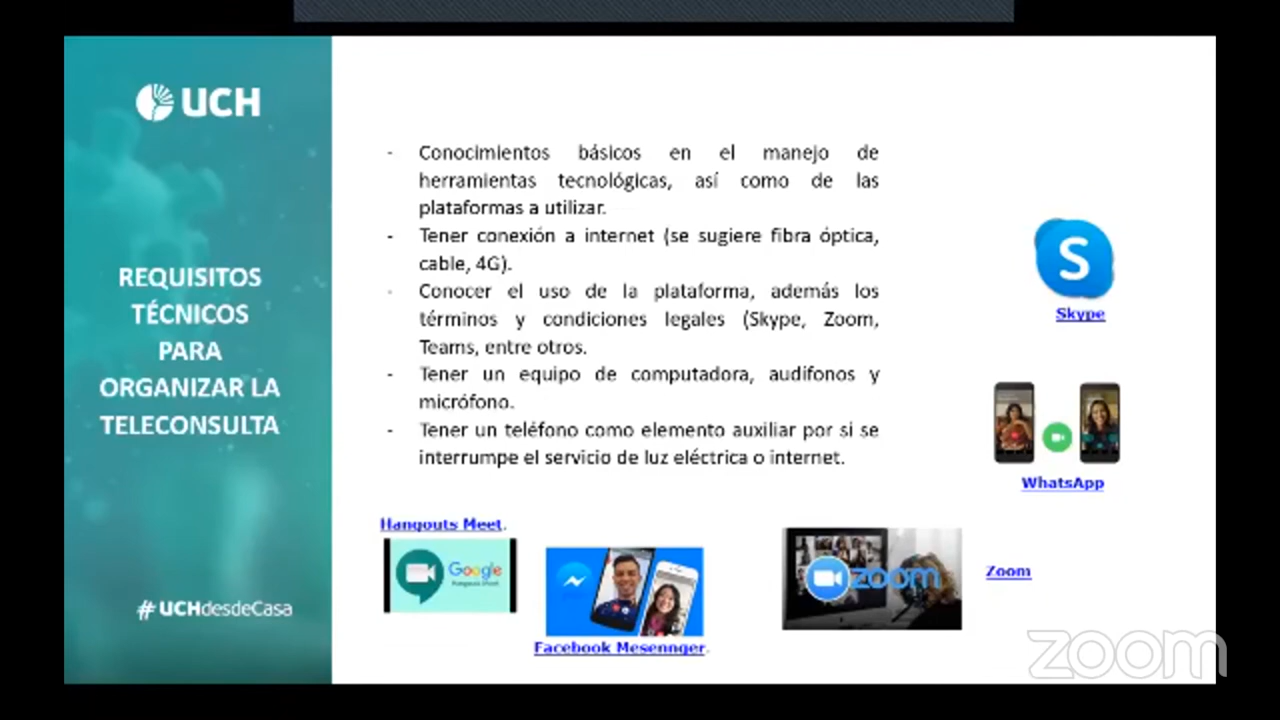 UCH
REQUISITOS
TÉCNICOS
PARA
ORGANIZAR LA
TELECONSULTA
#UCHdesdeCasa
- Conocimientos básicos en el manejo de
herramientas tecnológicas, así como de las
plataformas a utilizar.
- Tener conexión a internet (se sugiere fibra óptica,
cable, 4G).
- Conocer el uso de la plataforma, además los
términos y condiciones legales (Skype, Zoom,
Teams, entre otros.
- Tener un equipo de computadora, audífonos y
micrófono.
- Tener un teléfono como elemento auxiliar por si se
interrumpe el servicio de luz eléctrica o internet.
S
Skype
WhatsApp
Hangouts Meet.
Google
Facebook Mesennger.
zoom
Zoom
zoom